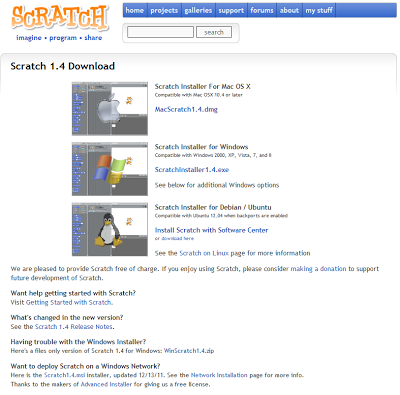 SCRATCH
imagine • program • share
home projects galleries support forums about my stuff
search
Scratch 1.4 Download
Scratch Installer For Mac OS X
Compatible with Mac OSX 10.4 or later
MacScratch1.4.dmg
Scratch Installer for Windows
Compatible with Windows 2000, XP, Vista, 7, and 8
ScratchInstaller1.4.exe
See below for additional Windows options
Scratch Installer for Debian / Ubuntu
Compatible with Ubuntu 12.04 when backports are enabled
Install Scratch with Software Center
or download here
See the Scratch on Linux page for more information
We are pleased to provide Scratch free of charge. If you enjoy using Scratch, please consider making a donation to support
future development of Scratch.
Want help getting started with Scratch?
Visit Getting Started with Scratch.
What's changed in the new version?
See the Scratch 1.4 Release Notes.
Having trouble with the Windows Installer?
Here's a files only version of Scratch 1.4 for Windows: WinScratch1.4.zip
Want to deploy Scratch on a Windows Network?
Here is the Scratch1.4.msi installer, updated 12/13/11. See the Network Installation page for more info.
Thanks to the makers of Advanced Installer for giving us a free license.